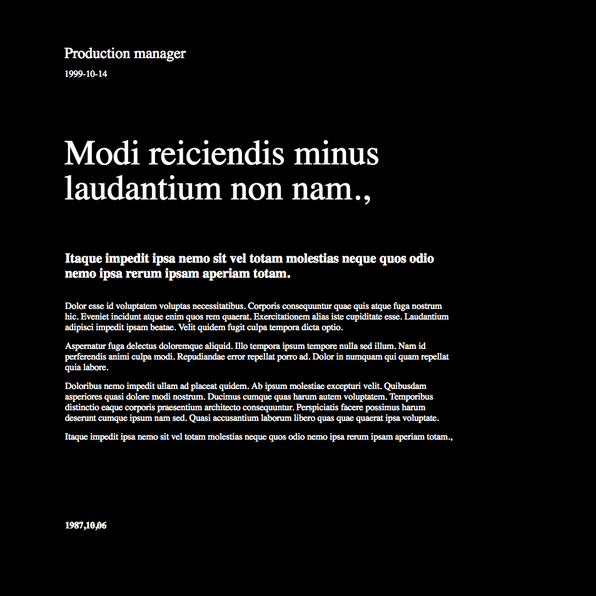 Production manager
1999-10-14
Modi reiciendis minus
laudantium non nam.,
Itaque impedit ipsa nemo sit vel totam molestias neque quos odio
nemo ipsa rerum ipsam aperiam totam.
Dolor esse id voluptatem voluptas necessitatibus. Corporis consequuntur quae quis atque fuga nostrum
hic. Eveniet incidunt atque enim quos rem quaerat. Exercitationem alias iste cupiditate esse. Laudantium
adipisci impedit ipsam beatae. Velit quidem fugit culpa tempora dicta optio.
Aspernatur fuga delectus doloremque aliquid. Illo tempora ipsum tempore nulla sed illum. Nam id
perferendis animi culpa modi. Repudiandae error repellat porro ad. Dolor in numquam qui quam repellat
quia labore.
Doloribus nemo impedit ullam ad placeat quidem. Ab ipsum molestiae excepturi velit. Quibusdam
asperiores quasi dolore modi nostrum. Ducimus cumque quas harum autem voluptatem. Temporibus
distinctio eaque corporis praesentium architecto consequuntur. Perspiciatis facere possimus harum
deserunt cumque ipsum nam sed. Quasi accusantium laborum libero quas quae quaerat ipsa voluptate.
Itaque impedit ipsa nemo sit vel totam molestias neque quos odio nemo ipsa rerum ipsam aperiam totam.,
1987,10,06